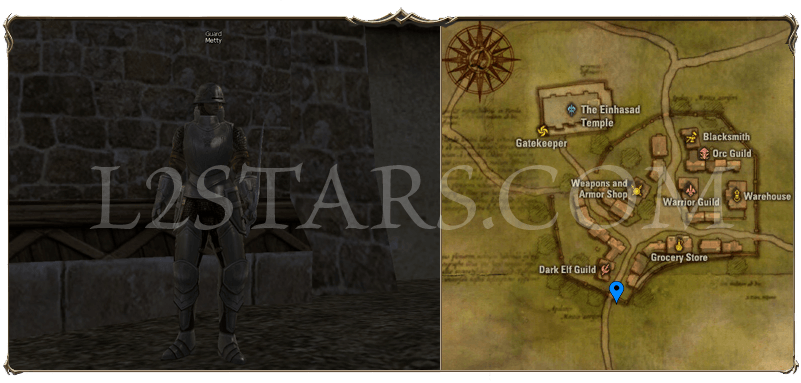 Guard
Metty
L2STARS.COM
The Einhasad
Temple
Gatekeeper
Blacksmith
Orc Guild
Weapons and
Armor Shop
Warrior Guild
Warehouse
Grocery Store
Dark Elf Guild